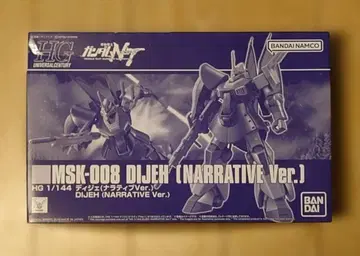 HG
UNIVERSAL CENTURY
ガンダムNT
BANDAI NAMCO
MSK-008 DIJEH (NARRATIVE Ver.)
HG 1/144 ディジェ(ナラティブVer.)
DIJEH (NARRATIVE Ver.)
BANDAI